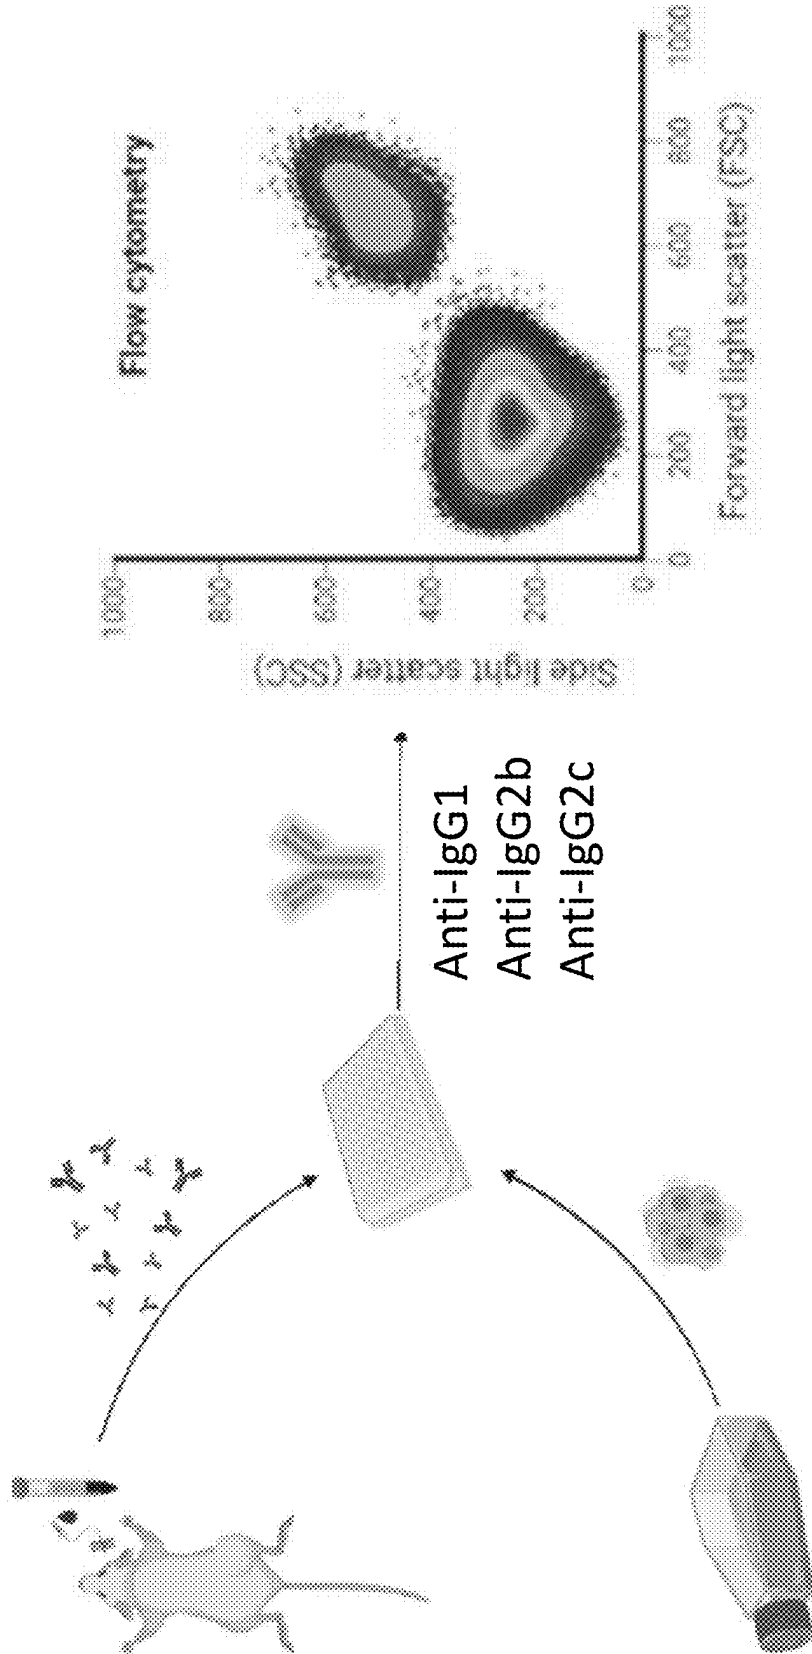 Anti-IgG1
Anti-IgG2b
Anti-IgG2c
Flow cytometry
Side light scatter (SSC)
1000
800
600
400
200
0
0 200 400 600 800 1000
Forward light scatter (FSC)